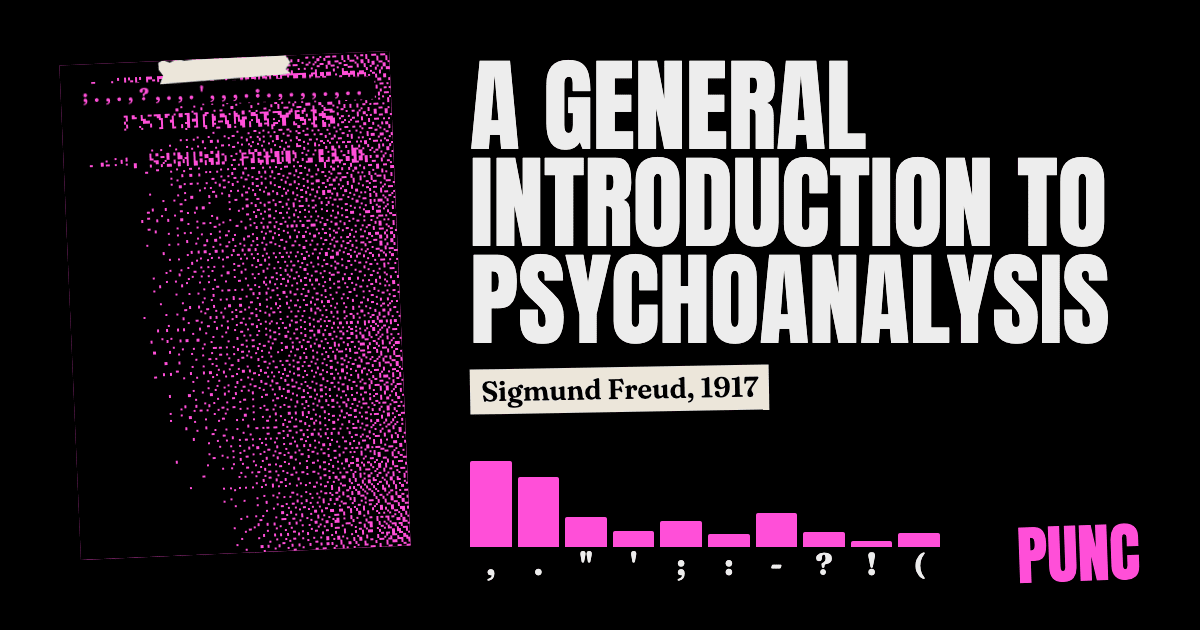 ; . , . , ? , . , . ' , , , . : . , . , . , . .
PSYCHOANALYSIS
A GENERAL
INTRODUCTION TO
PSYCHOANALYSIS
Sigmund Freud, 1917
, . " ' ; : - ? ! (
PUNC